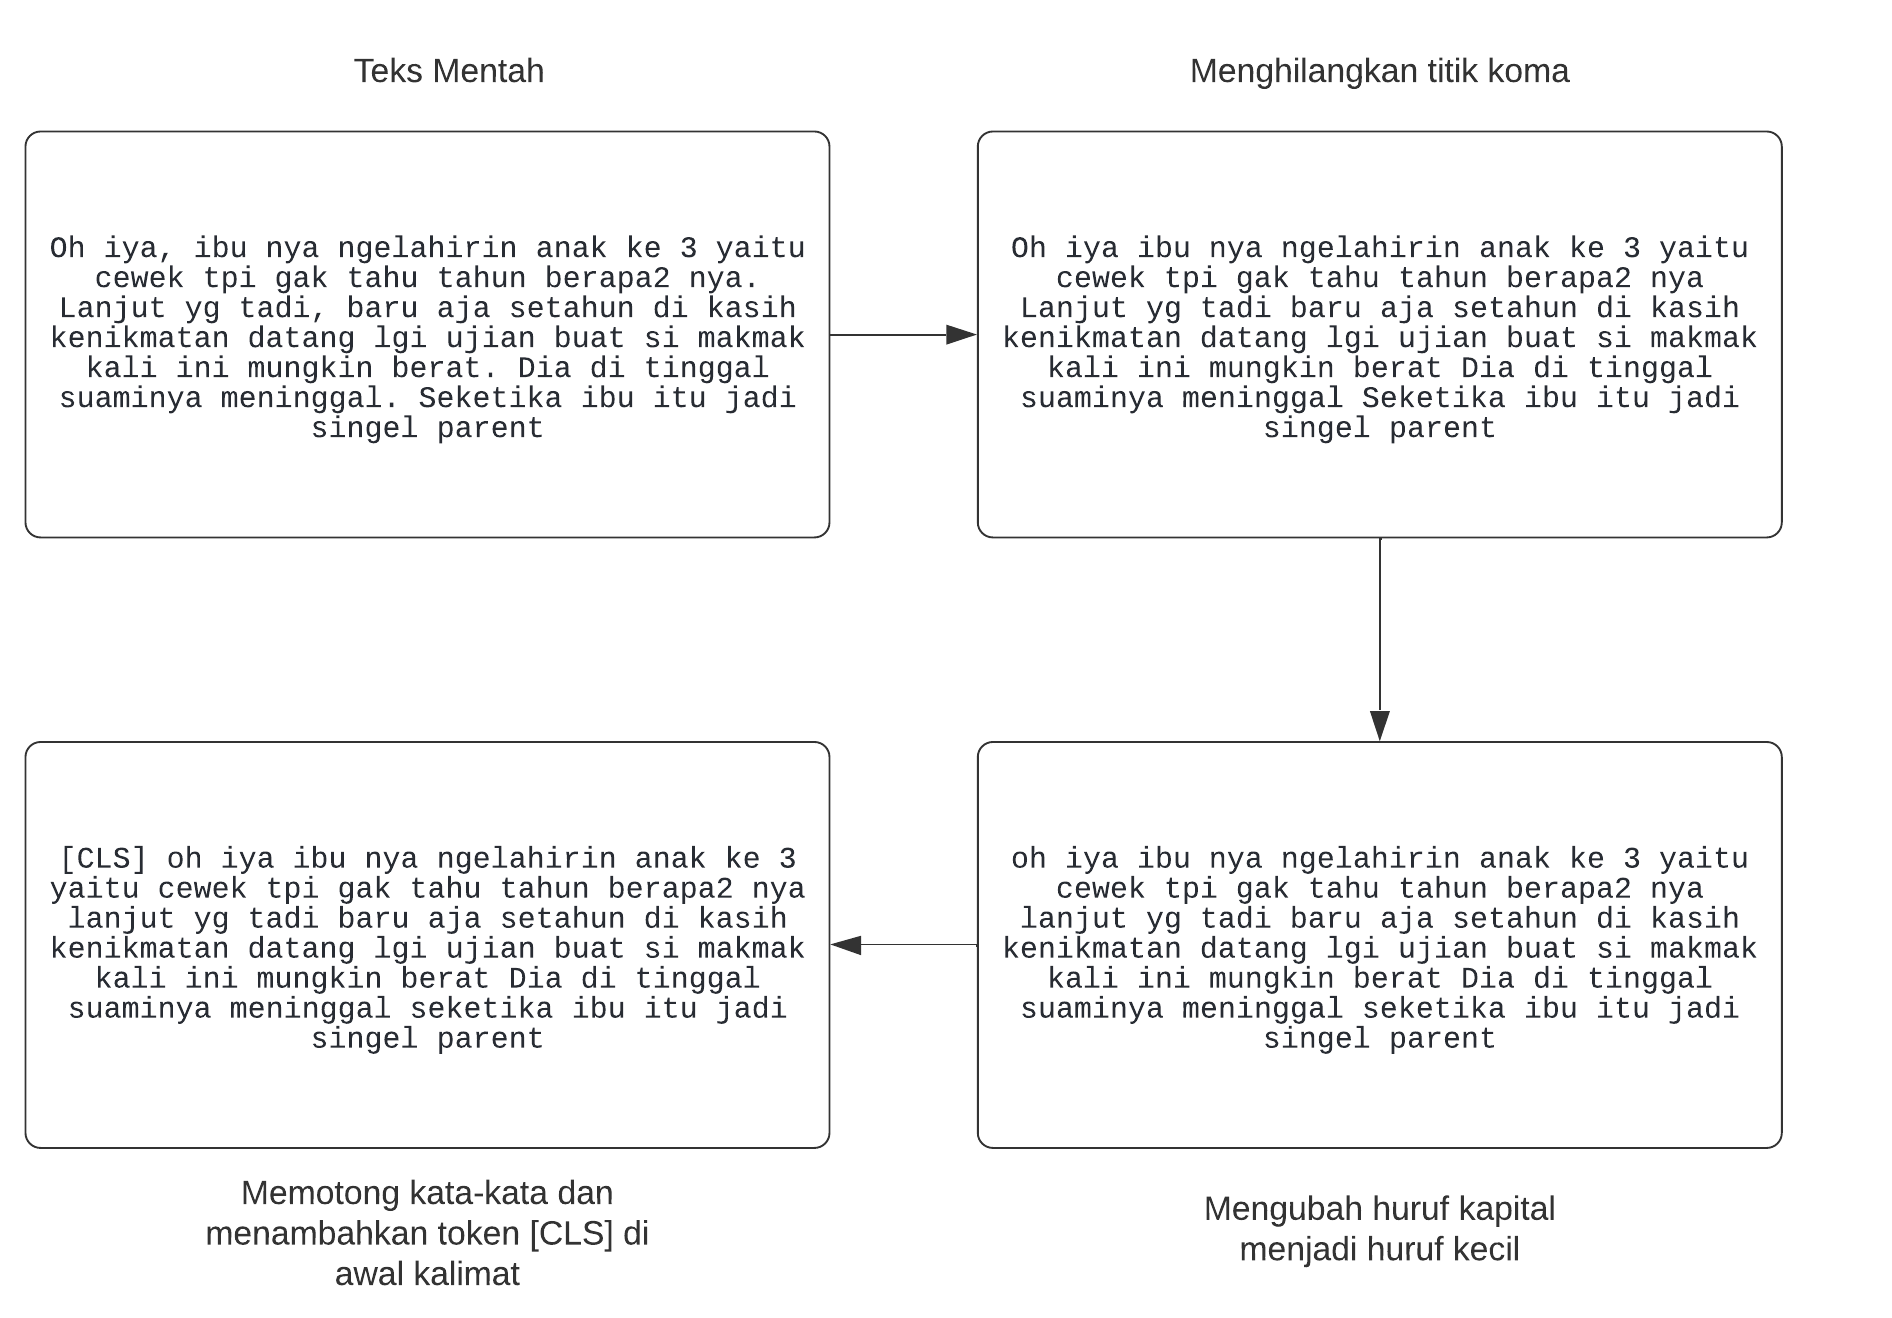 Teks Mentah
Oh iya, ibu nya ngelahirin anak ke 3 yaitu
cewek tpi gak tahu tahun berapa2 nya.
Lanjut yg tadi, baru aja setahun di kasih
kenikmatan datang lgi ujian buat si makmak
kali ini mungkin berat. Dia di tinggal
suaminya meninggal. Seketika ibu itu jadi
singel parent
Menghilangkan titik koma
Oh iya ibu nya ngelahirin anak ke 3 yaitu
cewek tpi gak tahu tahun berapa2 nya
Lanjut yg tadi baru aja setahun di kasih
kenikmatan datang lgi ujian buat si makmak
kali ini mungkin berat Dia di tinggal
suaminya meninggal Seketika ibu itu jadi
singel parent
oh iya ibu nya ngelahirin anak ke 3 yaitu
cewek tpi gak tahu tahun berapa2 nya
lanjut yg tadi baru aja setahun di kasih
kenikmatan datang lgi ujian buat si makmak
kali ini mungkin berat Dia di tinggal
suaminya meninggal seketika ibu itu jadi
singel parent
Mengubah huruf kapital
menjadi huruf kecil
[CLS] oh iya ibu nya ngelahirin anak ke 3
yaitu cewek tpi gak tahu tahun berapa2 nya
lanjut yg tadi baru aja setahun di kasih
kenikmatan datang lgi ujian buat si makmak
kali ini mungkin berat Dia di tinggal
suaminya meninggal seketika ibu itu jadi
singel parent
Memotong kata-kata dan
menambahkan token [CLS] di
awal kalimat